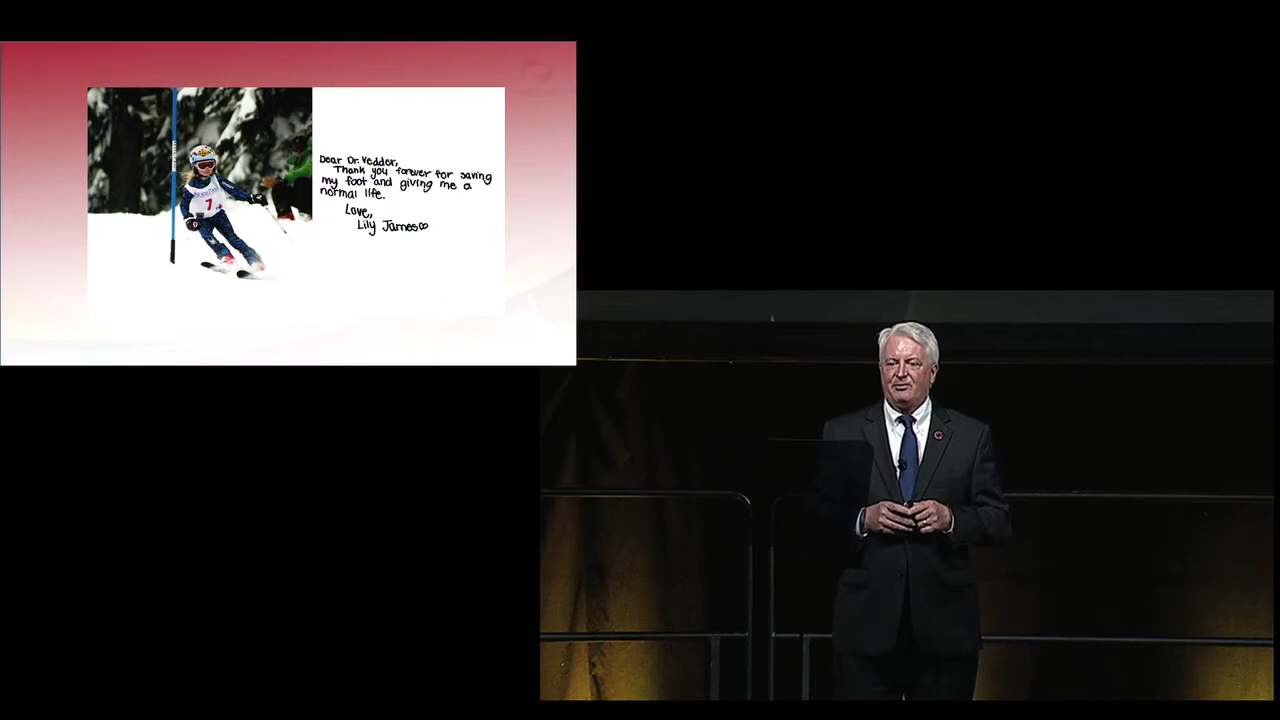 Dear Dr. Vedder,
Thank you forever for saving
my foot and giving me a
normal life.
Love,
Lily James
7